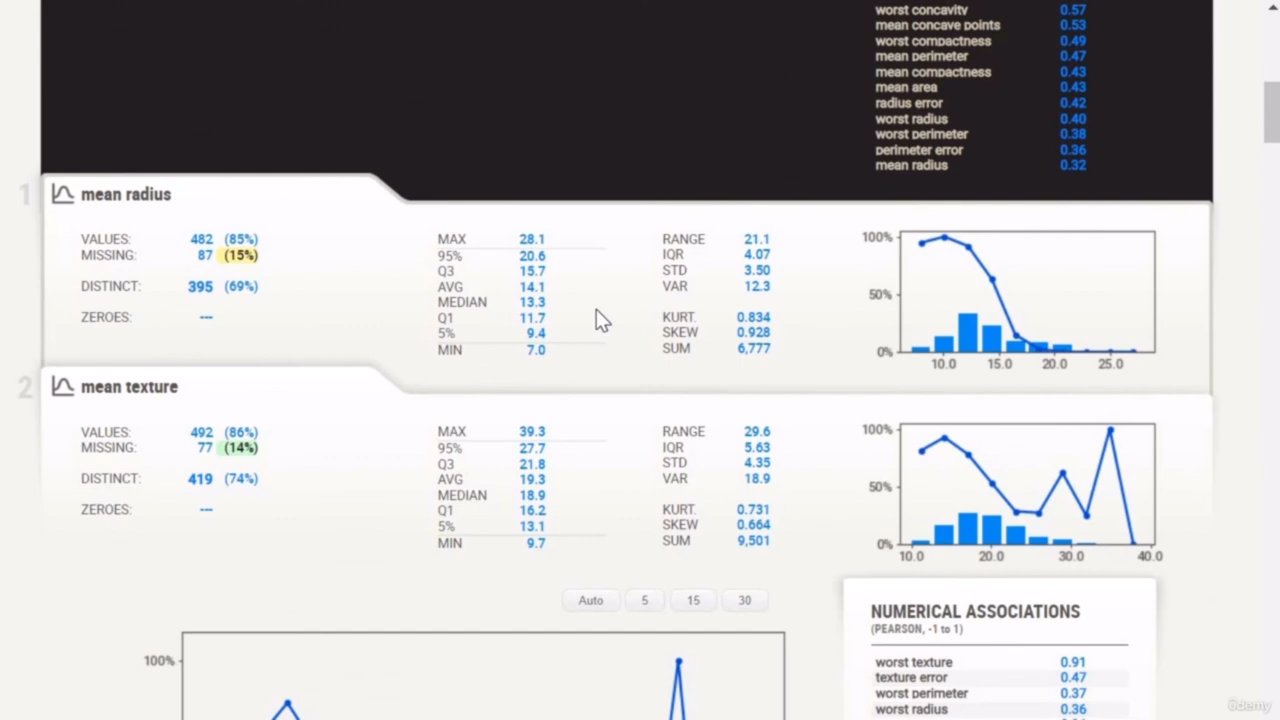 worst concavity 0.57
mean concave points 0.53
worst compactness 0.49
mean perimeter 0.47
mean compactness 0.43
mean area 0.43
radius error 0.42
worst radius 0.40
worst perimeter 0.38
perimeter error 0.36
mean radius 0.32
1 mean radius
VALUES: 482 (85%)
MISSING: 87 (15%)
DISTINCT: 395 (69%)
ZEROES: ---
MAX 28.1
95% 20.6
Q3 15.7
AVG 14.1
MEDIAN 13.3
Q1 11.7
5% 9.4
MIN 7.0
RANGE 21.1
IQR 4.07
STD 3.50
VAR 12.3
KURT. 0.834
SKEW 0.928
SUM 6,777
100%
50%
0%
10.0 15.0 20.0 25.0
2 mean texture
VALUES: 492 (86%)
MISSING: 77 (14%)
DISTINCT: 419 (74%)
ZEROES: ---
MAX 39.3
95% 27.7
Q3 21.8
AVG 19.3
MEDIAN 18.9
Q1 16.2
5% 13.1
MIN 9.7
RANGE 29.6
IQR 5.63
STD 4.35
VAR 18.9
KURT. 0.731
SKEW 0.664
SUM 9,501
100%
50%
0%
10.0 20.0 30.0 40.0
Auto 5 15 30
100%
NUMERICAL ASSOCIATIONS
(PEARSON, -1 to 1)
worst texture 0.91
texture error 0.47
worst perimeter 0.37
worst radius 0.36
ûdemy